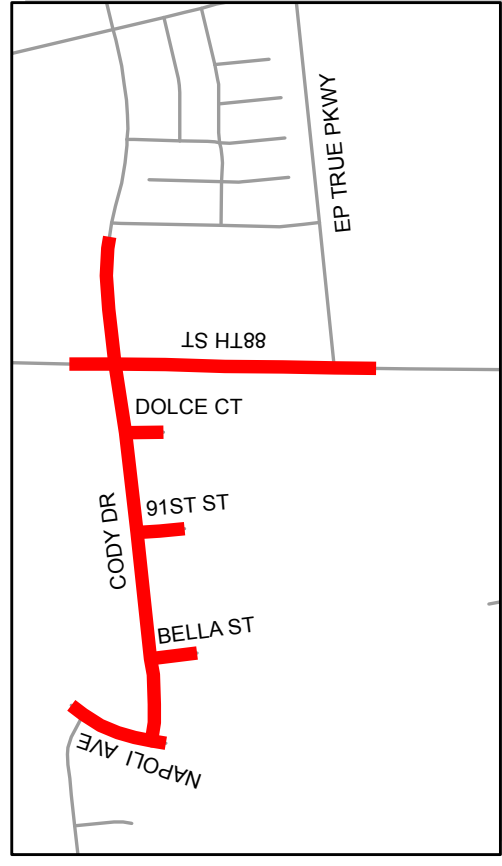 EP TRUE PKWY
88TH ST
DOLCE CT
91ST ST
CODY DR
BELLA ST
NAPOLI AVE